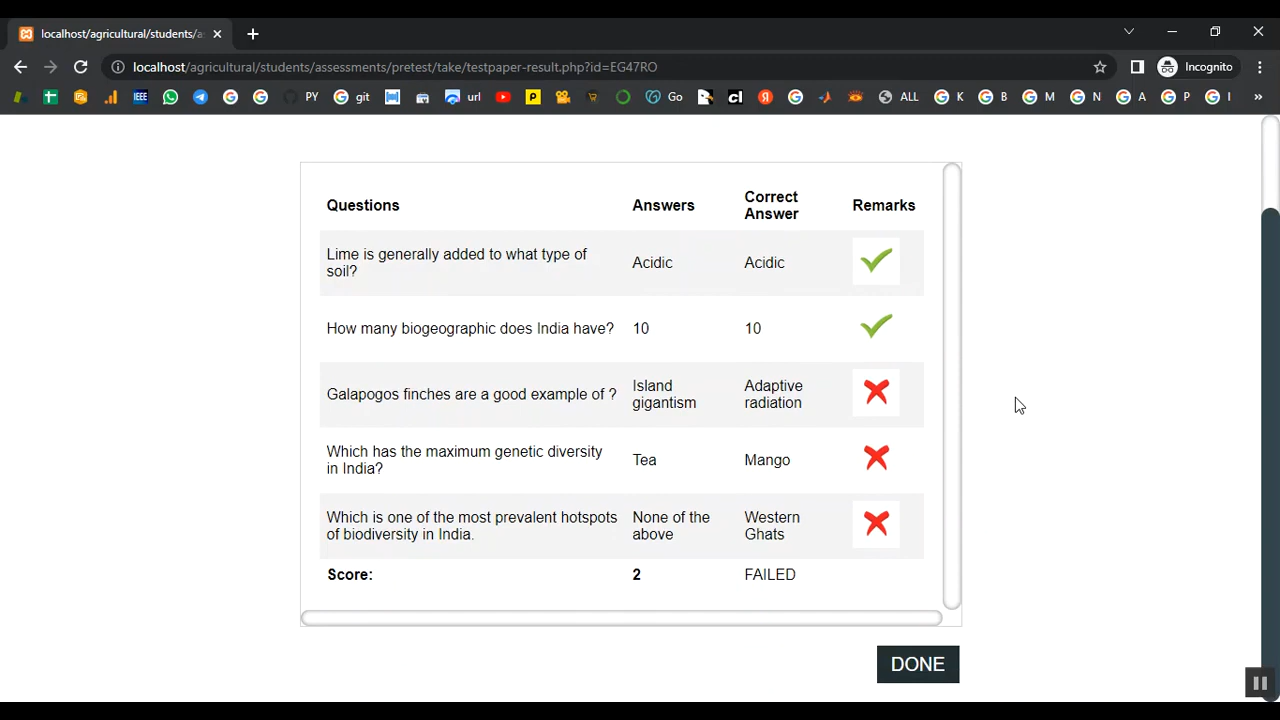 localhost/agricultural/students/as
localhost/agricultural/students/assessments/pretest/take/testpaper-result.php?id=EG47RO
Incognito
IEEE PY git url Go cl Я ALL K B M N A P I »
Questions Answers Correct Answer Remarks
Lime is generally added to what type of
soil?
Acidic Acidic
How many biogeographic does India have? 10 10
Galapogos finches are a good example of ?
Island
gigantism
Adaptive
radiation
Which has the maximum genetic diversity
in India?
Tea Mango
Which is one of the most prevalent hotspots
of biodiversity in India.
None of the
above
Western
Ghats
Score: 2 FAILED
DONE